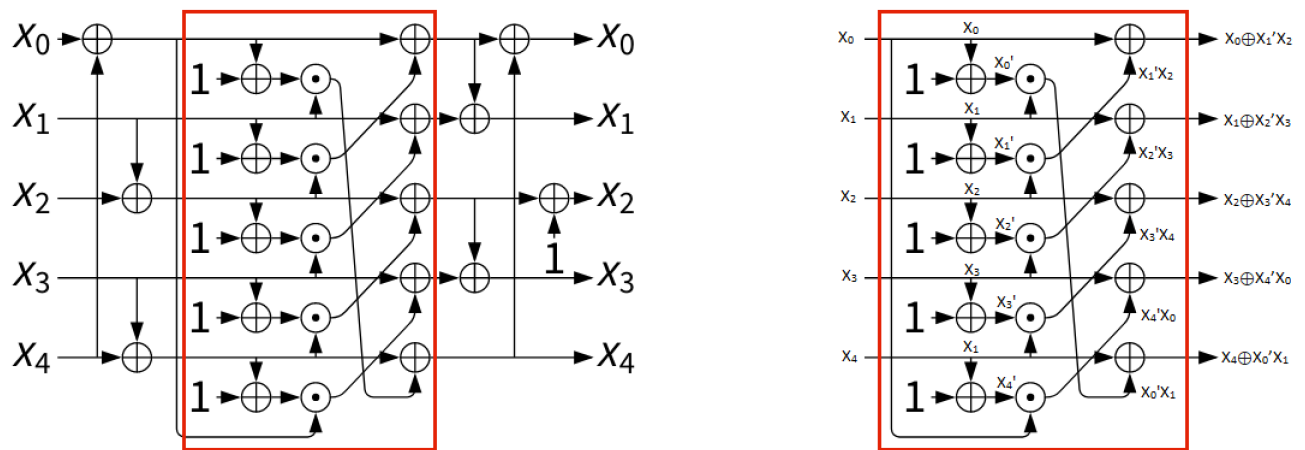 X₀ X₀
1
X₁ X₁
1
X₂ X₂
1
1
X₃ X₃
1
X₄ X₄
1
X₀ X₀ X₀⊕X₁'X₂
1 X₀' X₁'X₂
X₁ X₁ X₁⊕X₂'X₃
1 X₁' X₂'X₃
X₂ X₂ X₂⊕X₃'X₄
1 X₂' X₃'X₄
X₃ X₃ X₃⊕X₄'X₀
1 X₃' X₄'X₀
X₄ X₁ X₄⊕X₀'X₁
1 X₄' X₀'X₁